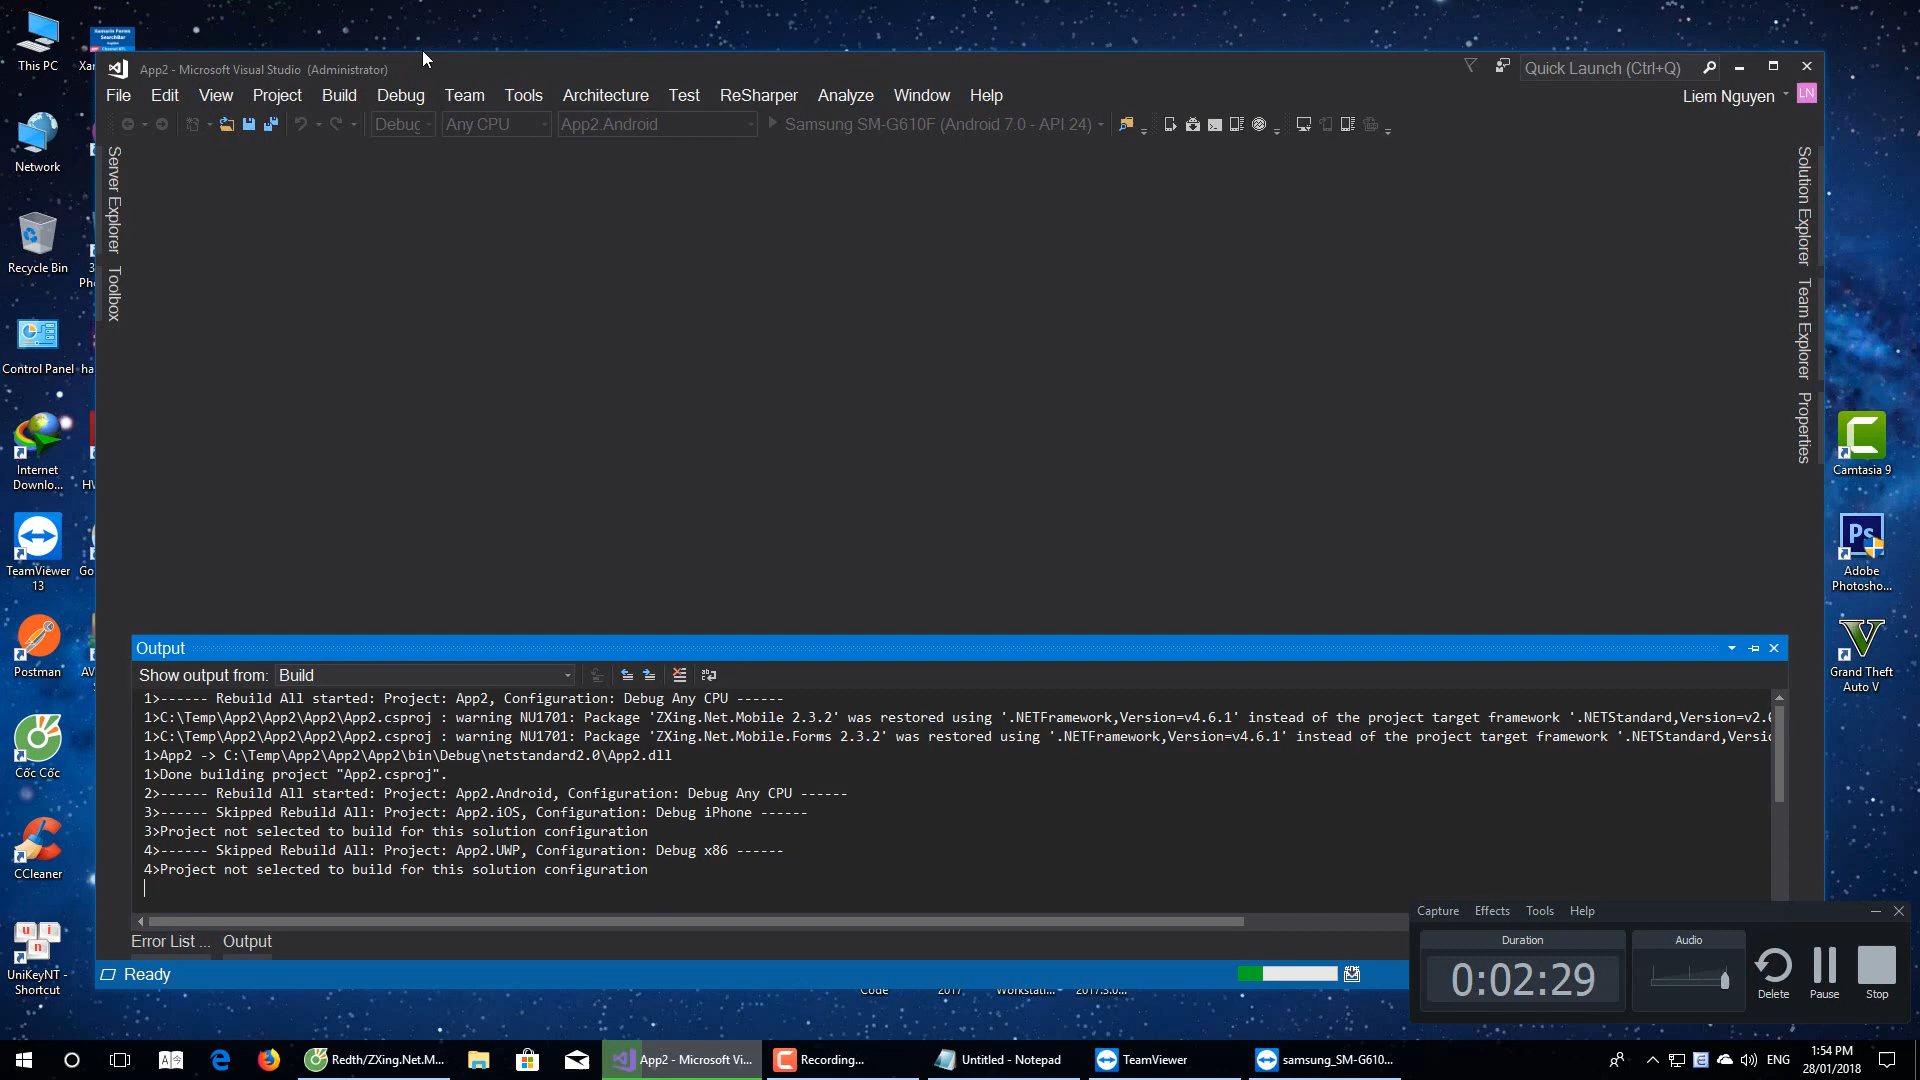 This PC
Network
Recycle Bin
Control Panel
Internet
Downlo...
TeamViewer
13
Postman
Cốc Cốc
CCleaner
UniKeyNT -
Shortcut
Xamarin Forms
SearchBar
App2 - Microsoft Visual Studio (Administrator)
Quick Launch (Ctrl+Q)
File Edit View Project Build Debug Team Tools Architecture Test ReSharper Analyze Window Help
Liem Nguyen
LN
Debug Any CPU App2.Android Samsung SM-G610F (Android 7.0 - API 24)
Server Explorer
Toolbox
Solution Explorer
Team Explorer
Properties
Output
Show output from: Build
1>------ Rebuild All started: Project: App2, Configuration: Debug Any CPU ------
1>C:\Temp\App2\App2\App2\App2.csproj : warning NU1701: Package 'ZXing.Net.Mobile 2.3.2' was restored using '.NETFramework,Version=v4.6.1' instead of the project target framework '.NETStandard,Version=v2.0
1>C:\Temp\App2\App2\App2\App2.csproj : warning NU1701: Package 'ZXing.Net.Mobile.Forms 2.3.2' was restored using '.NETFramework,Version=v4.6.1' instead of the project target framework '.NETStandard,Versio
1>App2 -> C:\Temp\App2\App2\App2\bin\Debug\netstandard2.0\App2.dll
1>Done building project "App2.csproj".
2>------ Rebuild All started: Project: App2.Android, Configuration: Debug Any CPU ------
3>------ Skipped Rebuild All: Project: App2.iOS, Configuration: Debug iPhone ------
3>Project not selected to build for this solution configuration
4>------ Skipped Rebuild All: Project: App2.UWP, Configuration: Debug x86 ------
4>Project not selected to build for this solution configuration
Error List ... Output
Ready
Camtasia 9
Ps
Adobe
Photosho...
Grand Theft
Auto V
Capture Effects Tools Help
Duration
0:02:29
Audio
Delete Pause Stop
Redth/ZXing.Net.M...
App2 - Microsoft Vi...
Recording...
Untitled - Notepad
TeamViewer
samsung_SM-G610...
ENG
1:54 PM
28/01/2018